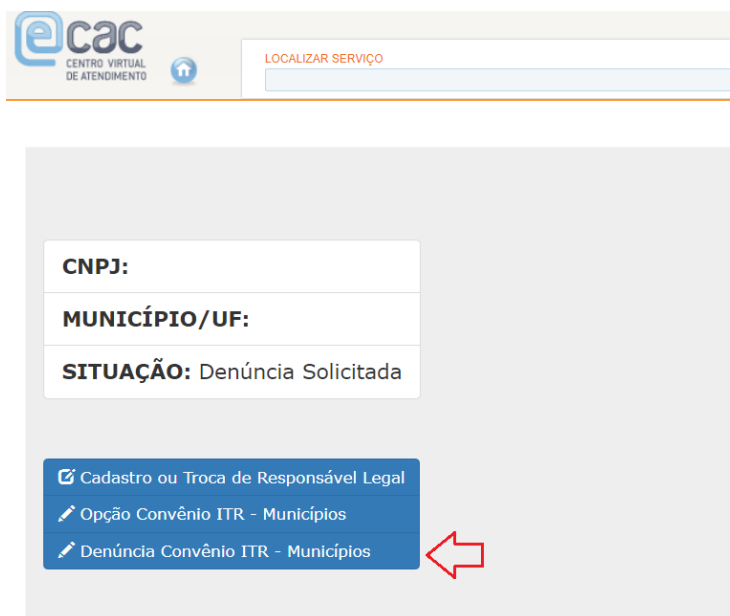 ecac
CENTRO VIRTUAL
DE ATENDIMENTO
LOCALIZAR SERVIÇO
CNPJ:
MUNICÍPIO/UF:
SITUAÇÃO: Denúncia Solicitada
Cadastro ou Troca de Responsável Legal
Opção Convênio ITR - Municípios
Denúncia Convênio ITR - Municípios